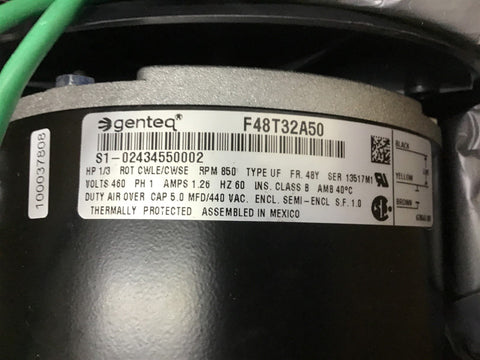 genteq® F48T32A50
S1-02434550002
HP 1/3 ROT CWLE/CWSE RPM 850 TYPE UF FR. 48Y SER 13517M1
VOLTS 460 PH 1 AMPS 1.26 HZ 60 INS. CLASS B AMB 40°C
DUTY AIR OVER CAP 5.0 MFD/440 VAC. ENCL. SEMI-ENCL S.F. 1.0
THERMALLY PROTECTED ASSEMBLED IN MEXICO
BLACK
YELLOW
BROWN
100037808